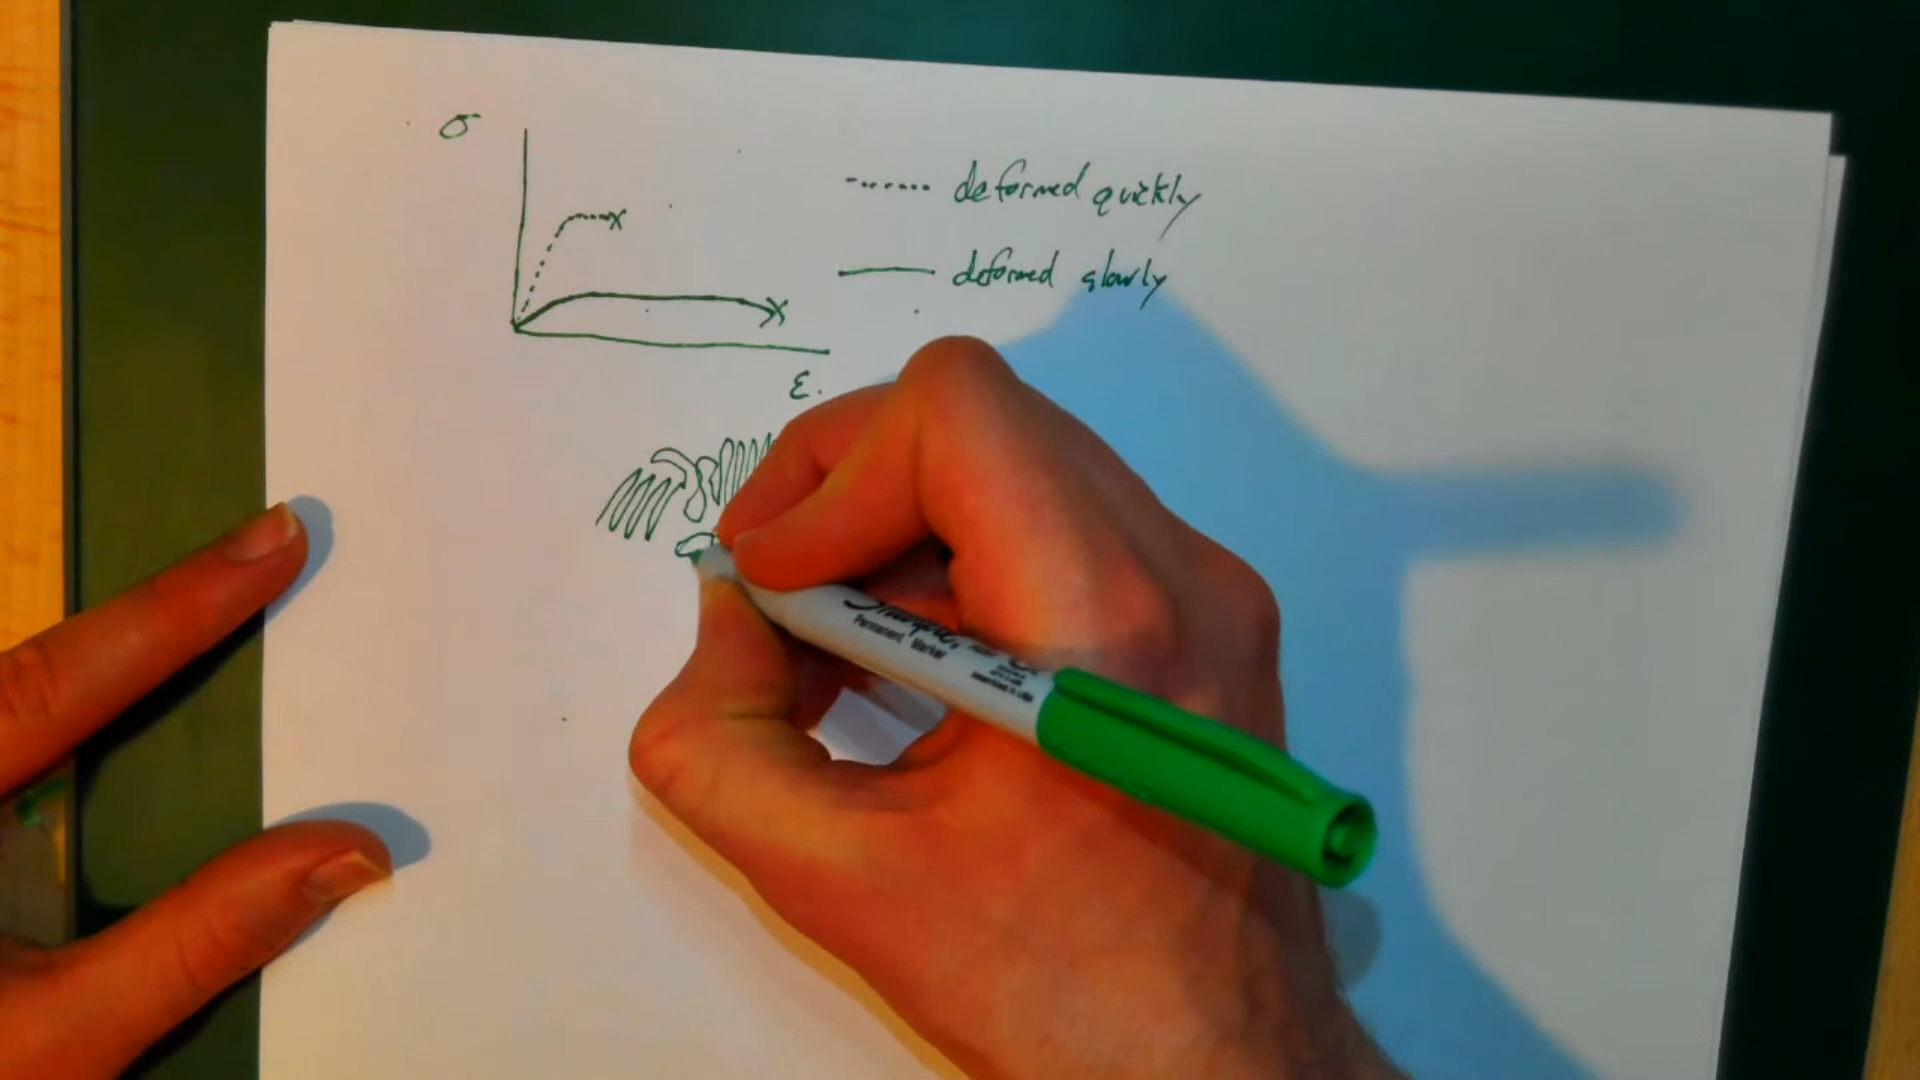 σ
deformed quickly
deformed slowly
ε
Sharpie
Permanent Marker